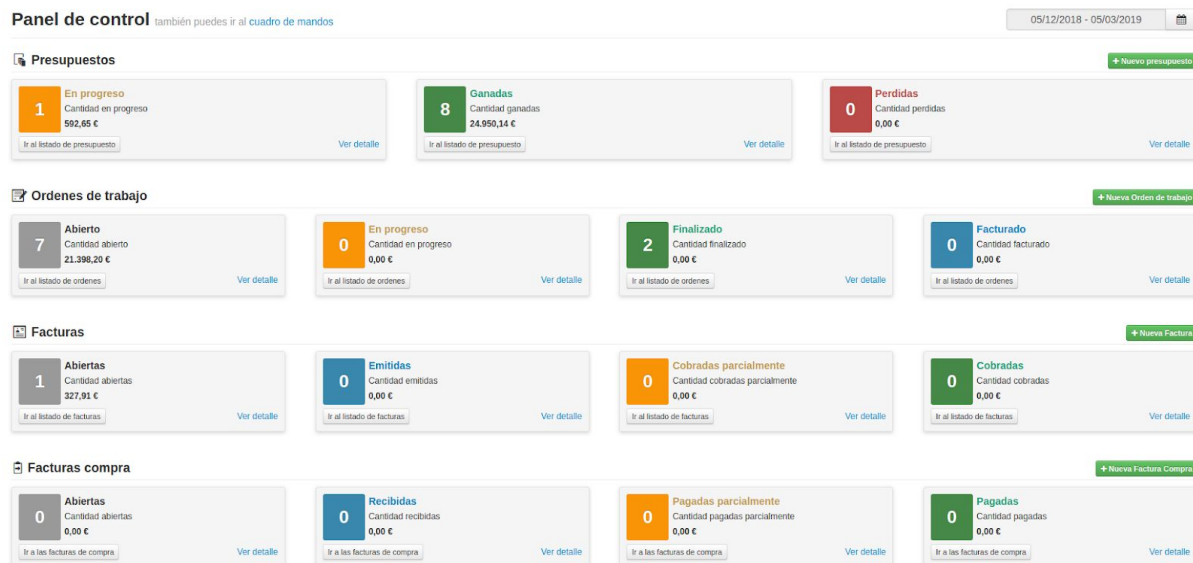 Panel de control también puedes ir al cuadro de mandos
05/12/2018 - 05/03/2019
Presupuestos
+ Nuevo presupuesto
1
En progreso
Cantidad en progreso
592,65 €
Ir al listado de presupuesto
Ver detalle
8
Ganadas
Cantidad ganadas
24.950,14 €
Ir al listado de presupuesto
Ver detalle
0
Perdidas
Cantidad perdidas
0,00 €
Ir al listado de presupuesto
Ver detalle
Ordenes de trabajo
+ Nueva Orden de trabajo
7
Abierto
Cantidad abierto
21.398,20 €
Ir al listado de ordenes
Ver detalle
0
En progreso
Cantidad en progreso
0,00 €
Ir al listado de ordenes
Ver detalle
2
Finalizado
Cantidad finalizado
0,00 €
Ir al listado de ordenes
Ver detalle
0
Facturado
Cantidad facturado
0,00 €
Ir al listado de ordenes
Ver detalle
Facturas
+ Nueva Factura
1
Abiertas
Cantidad abiertas
327,91 €
Ir al listado de facturas
Ver detalle
0
Emitidas
Cantidad emitidas
0,00 €
Ir al listado de facturas
Ver detalle
0
Cobradas parcialmente
Cantidad cobradas parcialmente
0,00 €
Ir al listado de facturas
Ver detalle
0
Cobradas
Cantidad cobradas
0,00 €
Ir al listado de facturas
Ver detalle
Facturas compra
+ Nueva Factura Compra
0
Abiertas
Cantidad abiertas
0,00 €
Ir a las facturas de compra
Ver detalle
0
Recibidas
Cantidad recibidas
0,00 €
Ir a las facturas de compra
Ver detalle
0
Pagadas parcialmente
Cantidad pagadas parcialmente
0,00 €
Ir a las facturas de compra
Ver detalle
0
Pagadas
Cantidad pagadas
0,00 €
Ir a las facturas de compra
Ver detalle